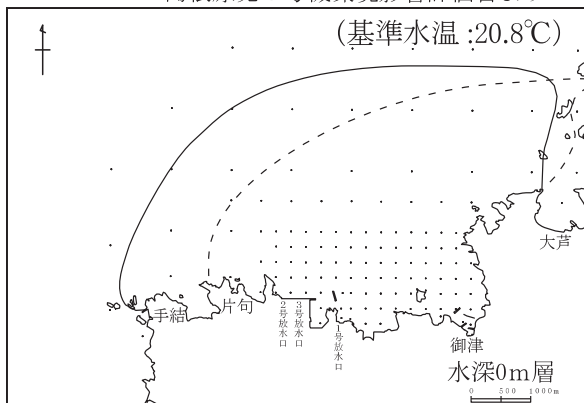 (基準水温:20.8℃)
大芦
手結
片句
2号放水口
3号放水口
1号放水口
御津
水深0m層
0 500 1000m